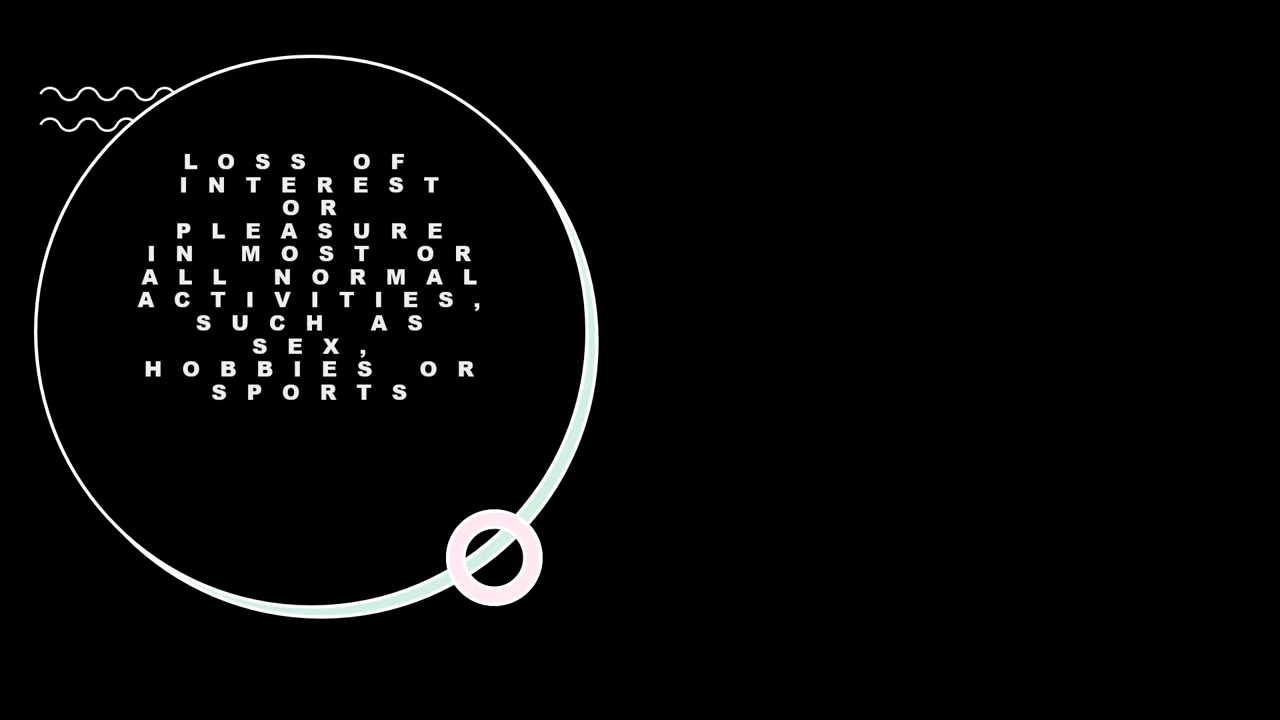 LOSS OF
INTEREST
OR
PLEASURE
IN MOST OR
ALL NORMAL
ACTIVITIES,
SUCH AS
SEX,
HOBBIES OR
SPORTS